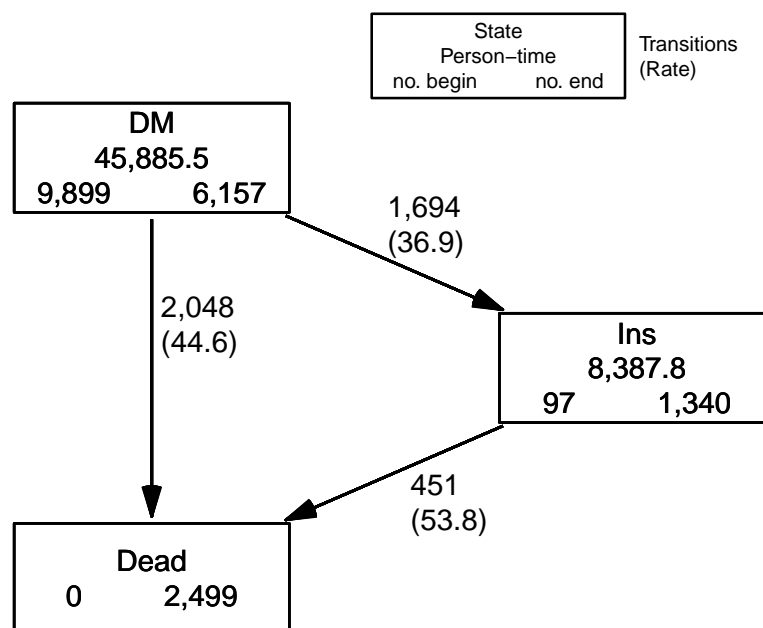 State
Person−time
no. begin no. end
Transitions
(Rate)
DM
45,885.5
9,899 6,157
1,694
(36.9)
2,048
(44.6)
Ins
8,387.8
97 1,340
451
(53.8)
Dead
0 2,499